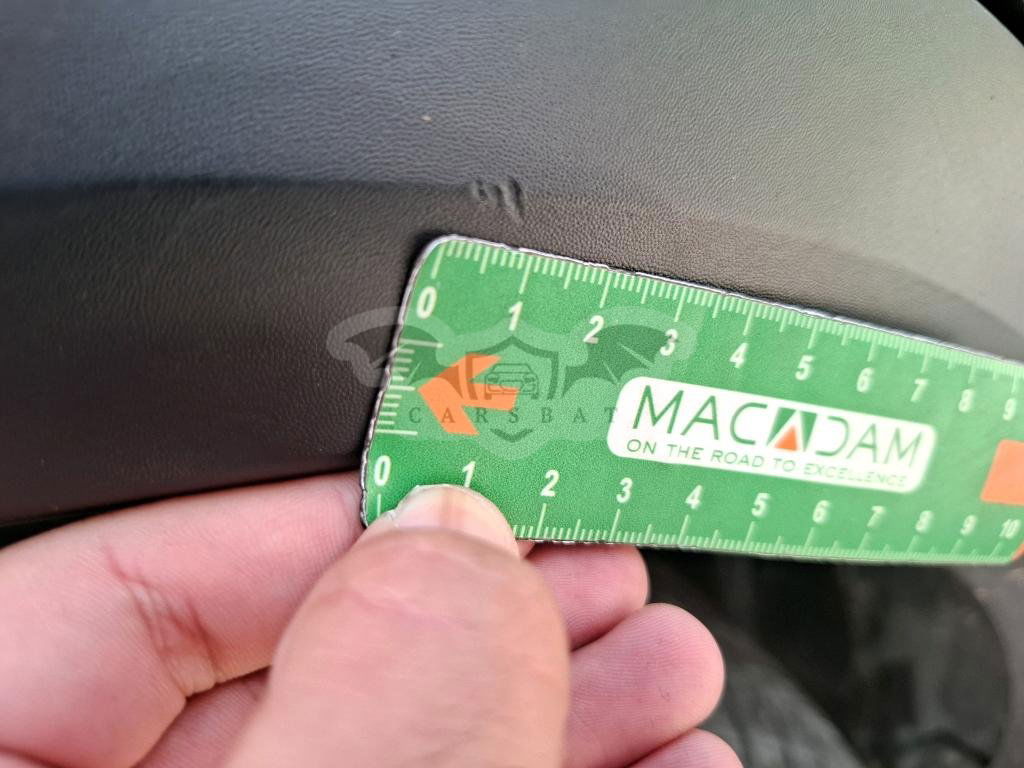 0 1 2 3 4 5 6 7 8 9
CARSBAT
MACADAM
ON THE ROAD TO EXCELLENCE
0 1 2 3 4 5 6 7 8 9 10